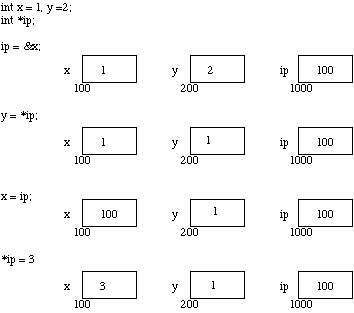 int x = 1, y =2;
int *ip;
ip = &x;
x 1 y 2 ip 100
100 200 1000
y = *ip;
x 1 y 1 ip 100
100 200 1000
x = ip;
x 100 y 1 ip 100
100 200 1000
*ip = 3
x 3 y 1 ip 100
100 200 1000